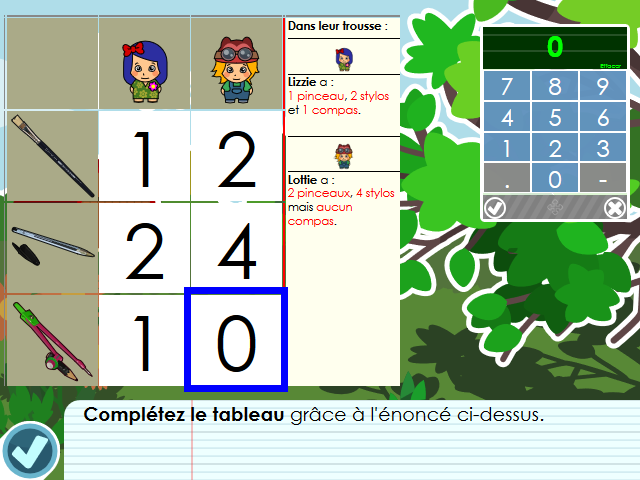 Dans leur trousse :
Lizzie a :
1 pinceau, 2 stylos
et 1 compas.
Lottie a :
2 pinceaux, 4 stylos
mais aucun
compas.
1 2
2 4
1 0
0
Effacer
7 8 9
4 5 6
1 2 3
. 0 -
Complétez le tableau grâce à l'énoncé ci-dessus.